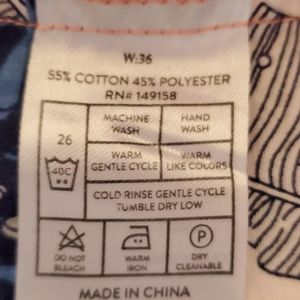 W:36
55% COTTON 45% POLYESTER
RN# 149158
26
40C
MACHINE WASH
HAND WASH
WARM GENTLE CYCLE
WARM LIKE COLORS
COLD RINSE GENTLE CYCLE
TUMBLE DRY LOW
DO NOT BLEACH
WARM IRON
P
DRY CLEANABLE
MADE IN CHINA